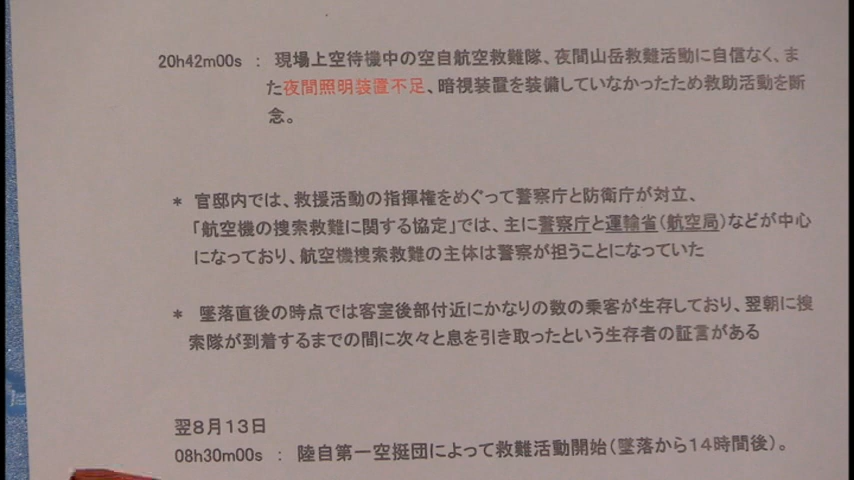 20h42m00s : 現場上空待機中の空自航空救難隊、夜間山岳救難活動に自信なく、ま
た夜間照明装置不足、暗視装置を装備していなかったため救助活動を断
念。
* 官邸内では、救援活動の指揮権をめぐって警察庁と防衛庁が対立、
「航空機の捜索救難に関する協定」では、主に警察庁と運輸省(航空局)などが中心
になっており、航空機捜索救難の主体は警察が担うことになっていた
* 墜落直後の時点では客室後部付近にかなりの数の乗客が生存しており、翌朝に捜
索隊が到着するまでの間に次々と息を引き取ったという生存者の証言がある
翌8月13日
08h30m00s : 陸自第一空挺団によって救難活動開始(墜落から14時間後)。